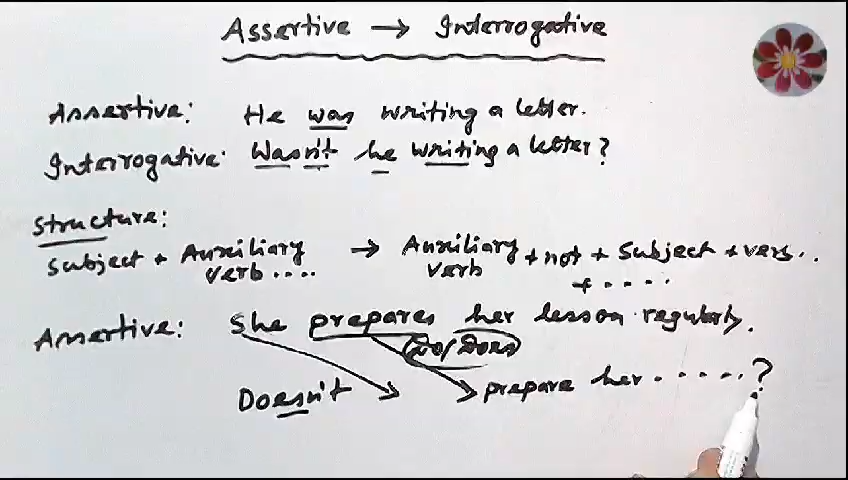 Assertive → Interrogative
Assertive: He was writing a letter.
Interrogative: Wasn't he writing a letter?
Structure:
Subject + Auxiliary verb .... → Auxiliary verb + not + Subject + verb.. + .....
Assertive: She prepares her lesson regularly.
(Do/Does)
Doesn't → prepare her ......?